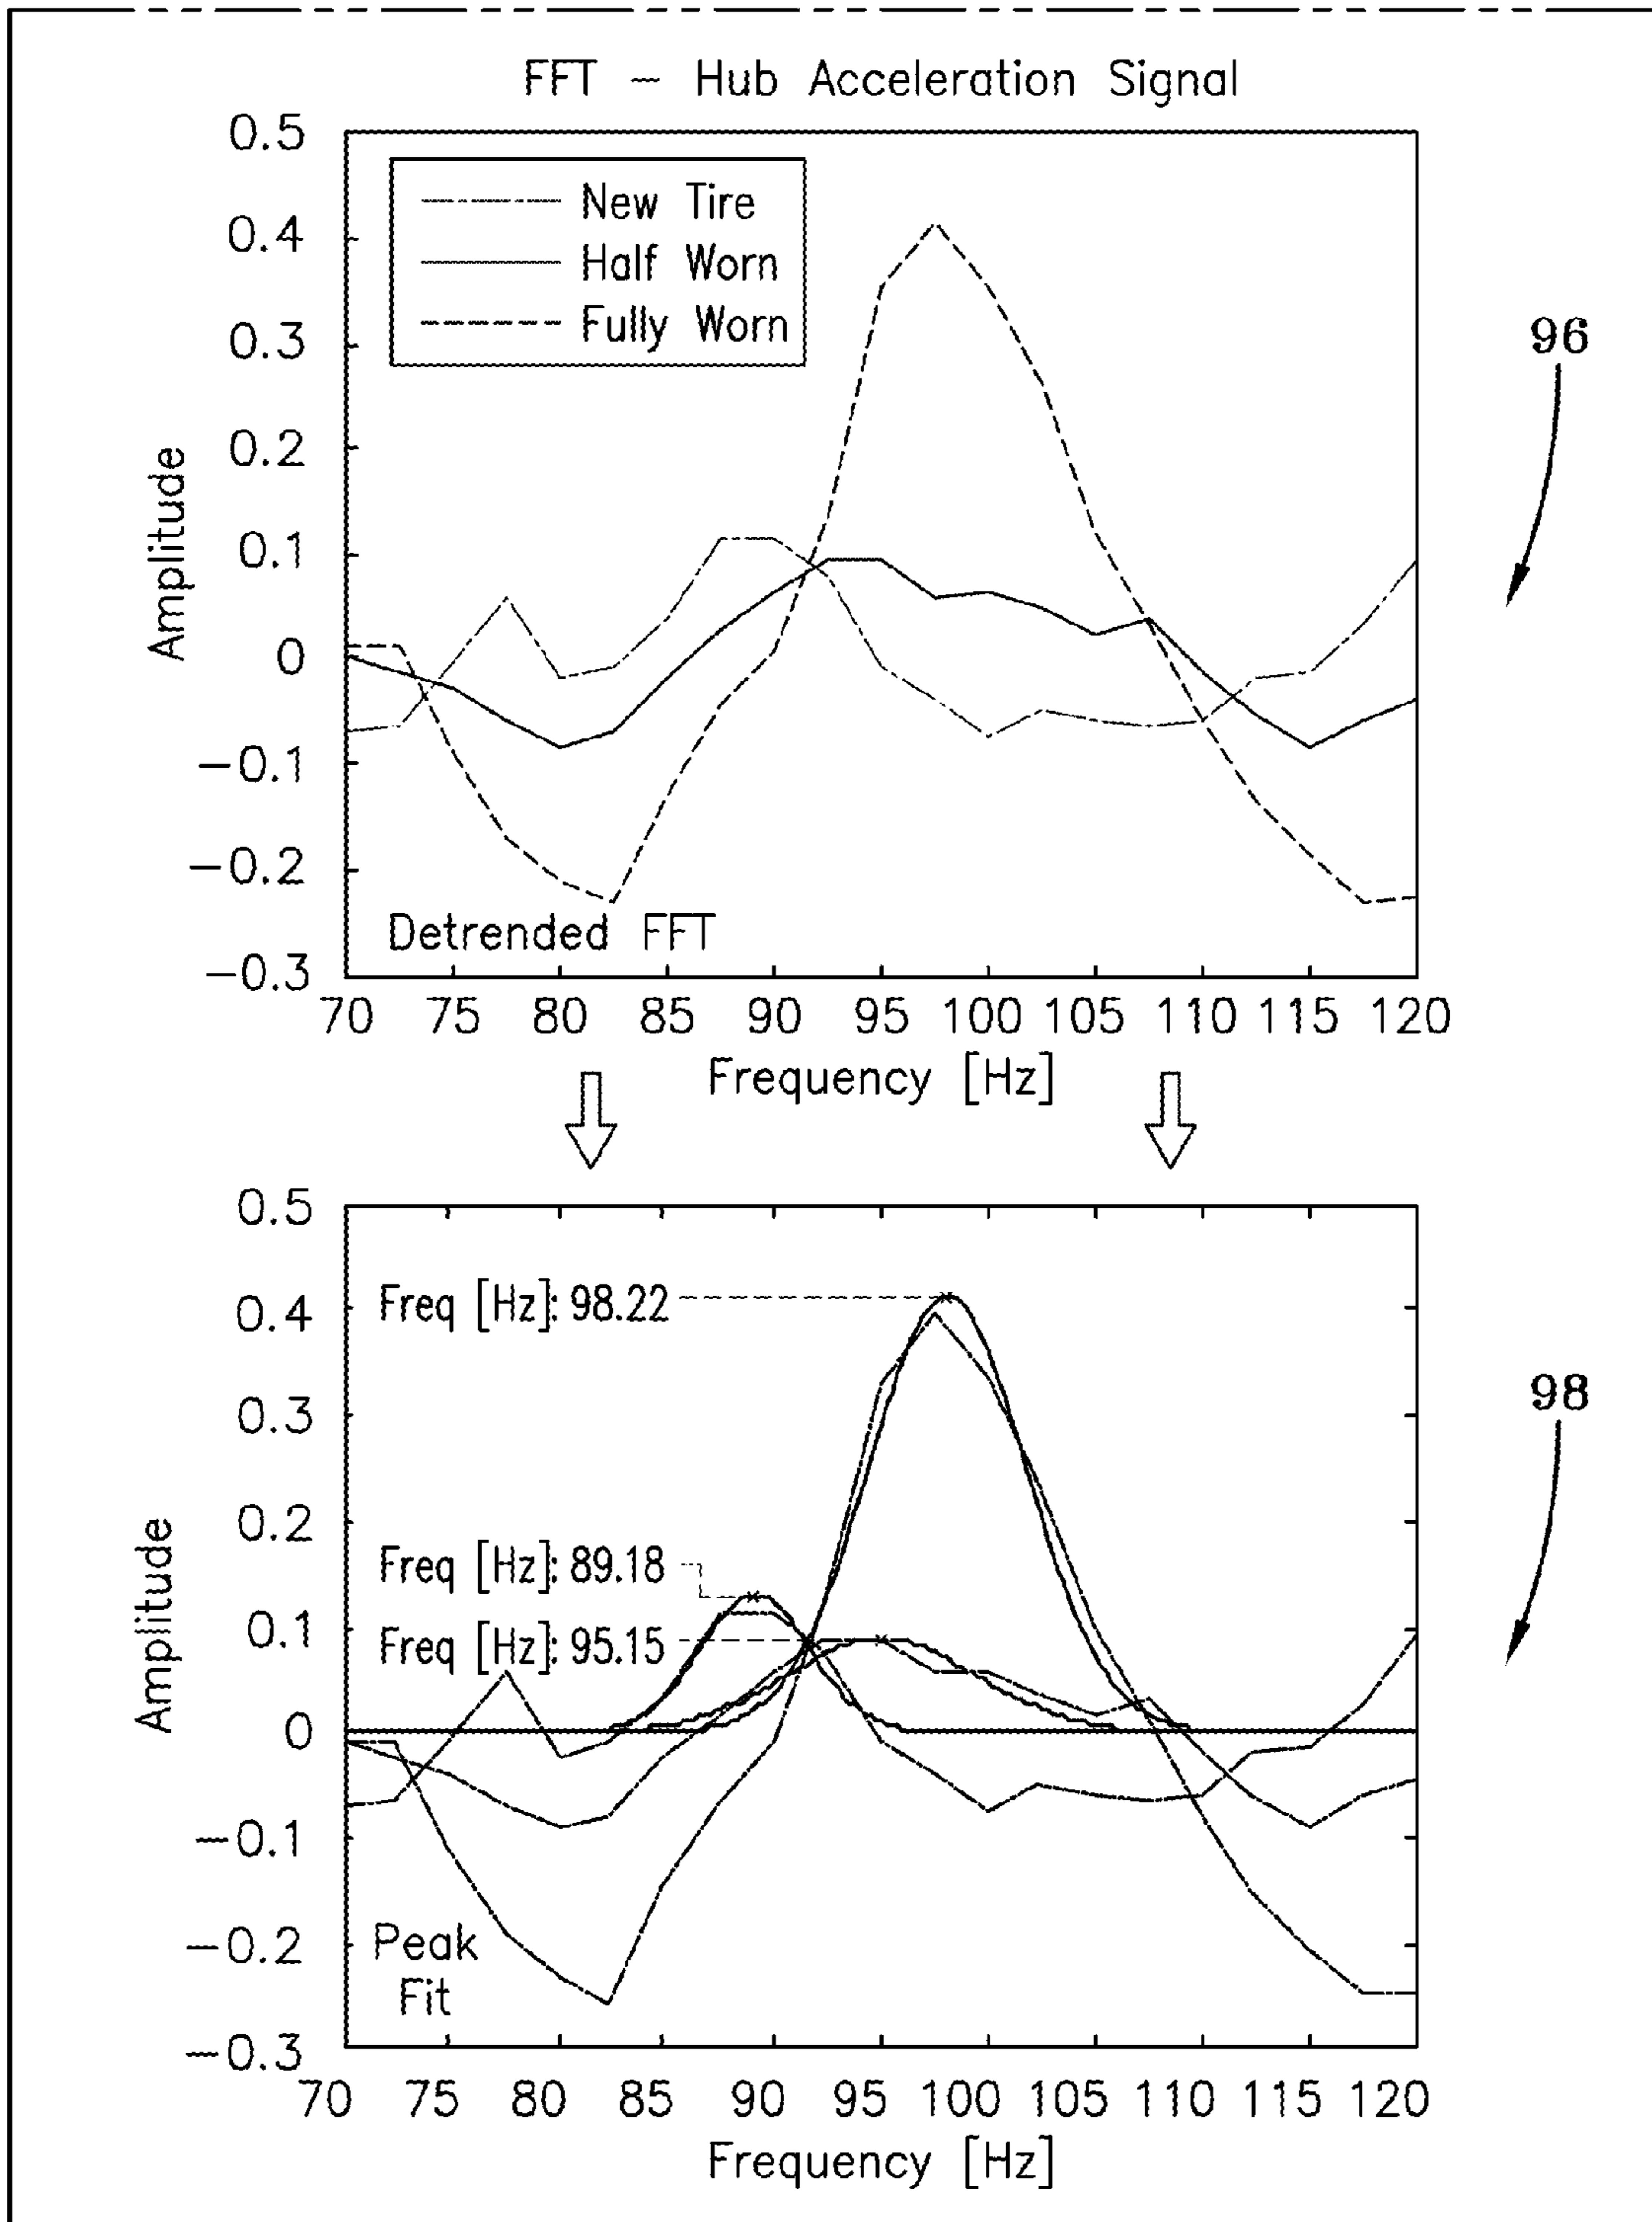 FFT - Hub Acceleration Signal
0.5
0.4
0.3
0.2
0.1
0
-0.1
-0.2
-0.3
Amplitude
New Tire
Half Worn
Fully Worn
Detrended FFT
70 75 80 85 90 95 100 105 110 115 120
Frequency [Hz]
96
0.5
0.4
0.3
0.2
0.1
0
-0.1
-0.2
-0.3
Amplitude
Freq [Hz]: 98.22
Freq [Hz]: 89.18
Freq [Hz]: 95.15
Peak
Fit
70 75 80 85 90 95 100 105 110 115 120
Frequency [Hz]
98